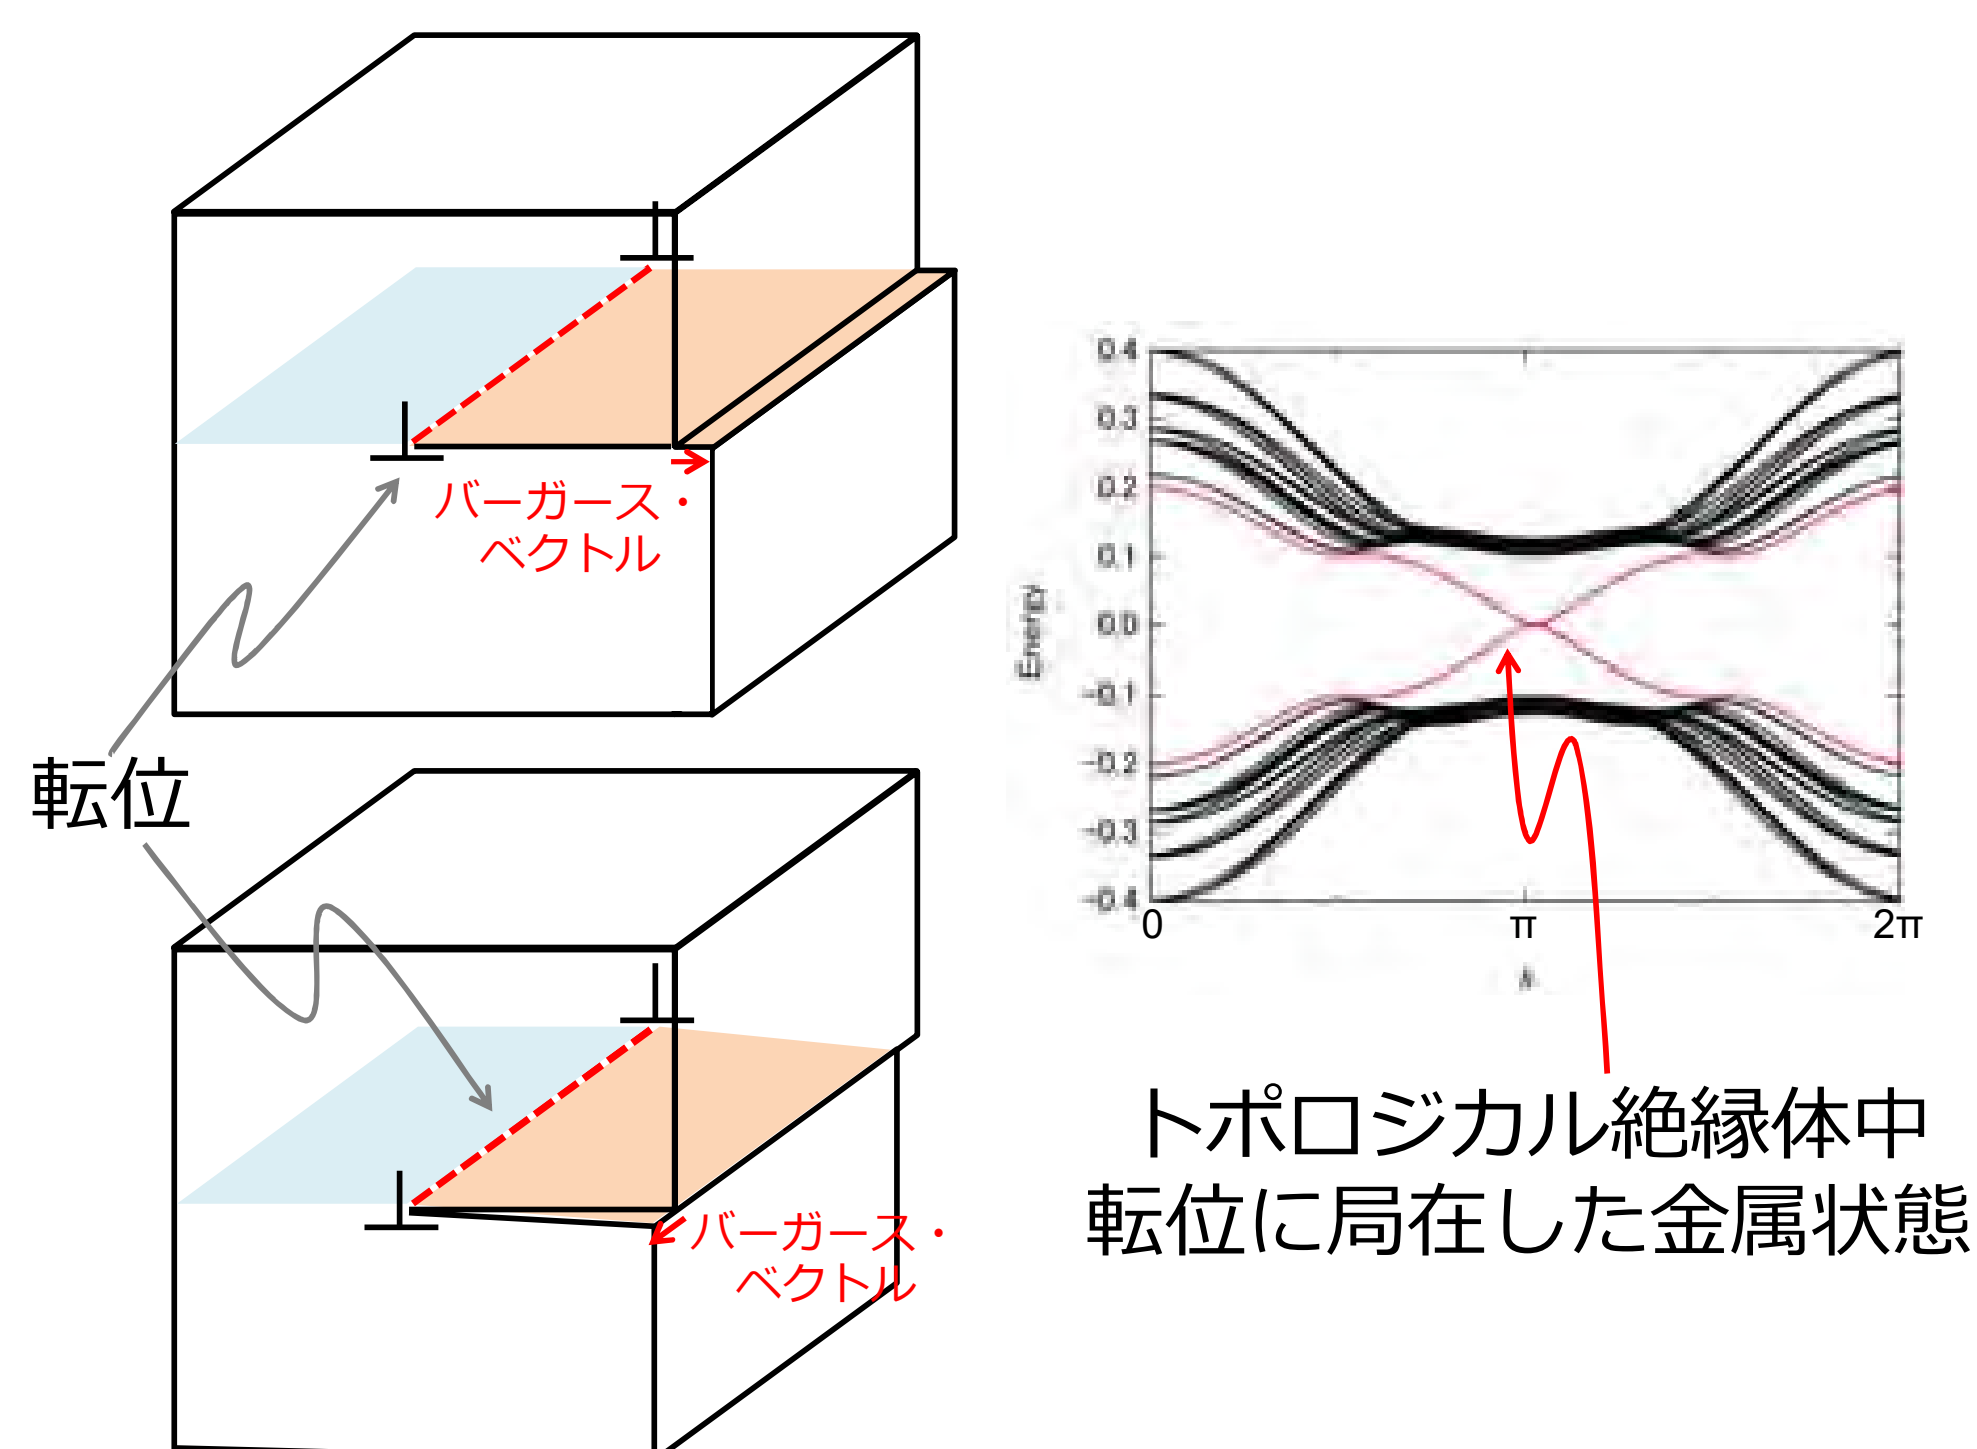 バーガース・
ベクトル
転位
バーガース・
ベクトル
0.4
0.3
0.2
0.1
0.0
-0.1
-0.2
-0.3
-0.4
Energy
0 π 2π
k
トポロジカル絶縁体中
転位に局在した金属状態